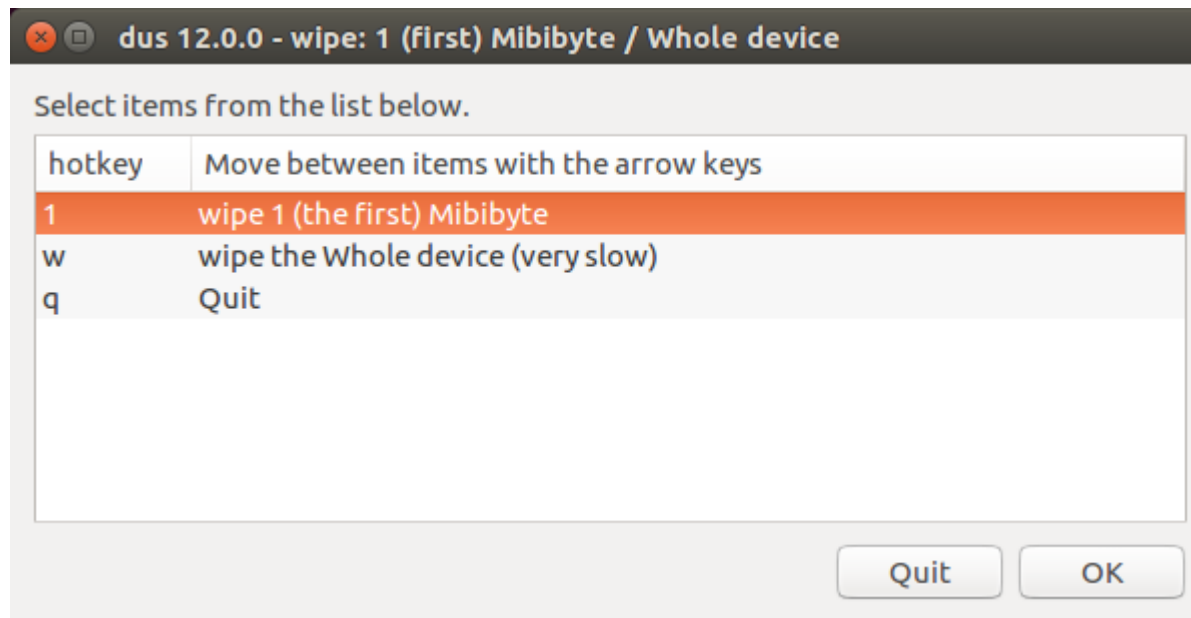 dus 12.0.0 - wipe: 1 (first) Mibibyte / Whole device
Select items from the list below.
hotkey Move between items with the arrow keys
1 wipe 1 (the first) Mibibyte
w wipe the Whole device (very slow)
q Quit
Quit OK